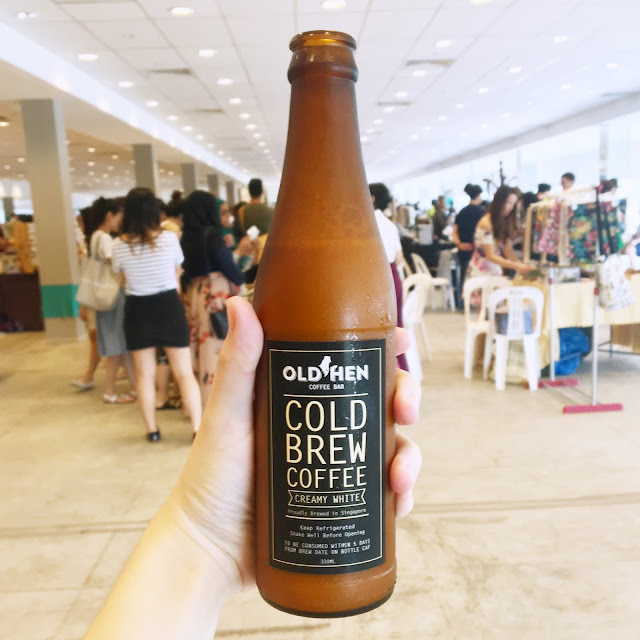 OLD HEN
COFFEE BAR
COLD
BREW
COFFEE
CREAMY WHITE
Proudly Brewed in Singapore
Keep Refrigerated
Shake Well Before Opening
TO BE CONSUMED WITHIN 5 DAYS
FROM BREW DATE ON BOTTLE CAP
300ML